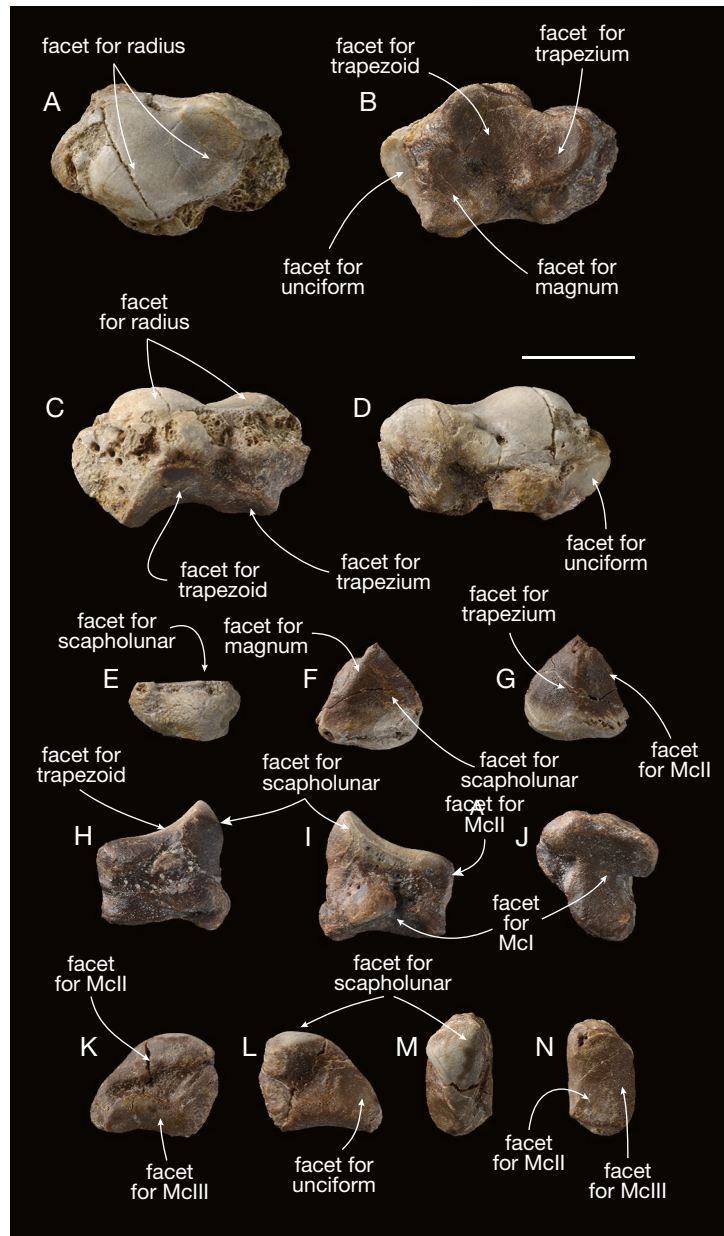 facet for radius
A
facet for
trapezoid
facet for
trapezium
B
facet for
unciform
facet for
magnum
facet
for radius
C
D
facet for
trapezoid
facet for
trapezium
facet for
unciform
facet for
scapholunar
facet for
magnum
facet for
trapezium
E
F
G
facet for
trapezoid
facet for
scapholunar
facet for
scapholunar
A
facet for
McII
facet
for McII
H
I
J
facet
for
McI
facet
for McII
facet for
scapholunar
K
L
M
N
facet
for McIII
facet for
unciform
facet
for McII
facet
for McIII